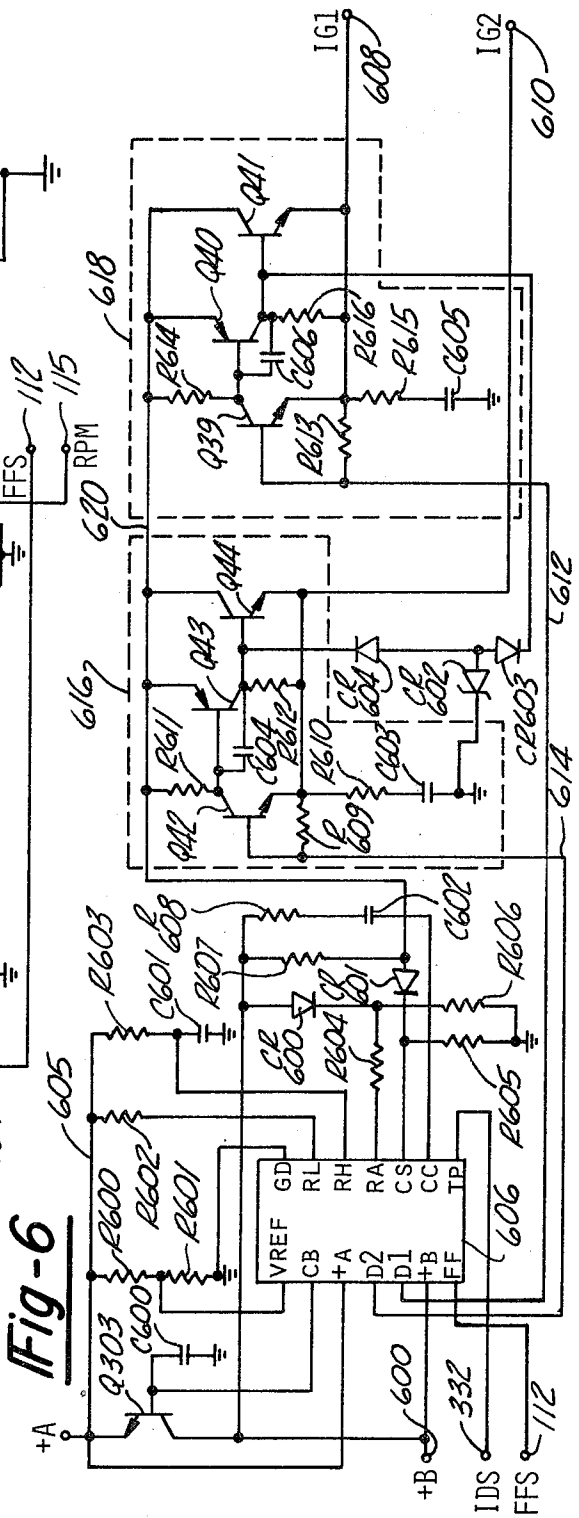 FFS 112
115
RPM
Fig-6
605
620
618
616
+A
Q303
C600
R600
R601
R602
R603
C601
R607
R608
CR600
R604
CR601
C602
R605
R606
VREF GD
CB RL
+A RH
D2 RA
D1 CS
+B CC
FF TP
606
+B 600
IDS 332
FFS 112
Q42
R611
Q43
Q44
C604
R612
R609
R610
C603
CR604
CR602
CR603
Q39
R614
Q40
Q41
C606
R616
R613
R615
C605
614
612
IG1
608
IG2
610